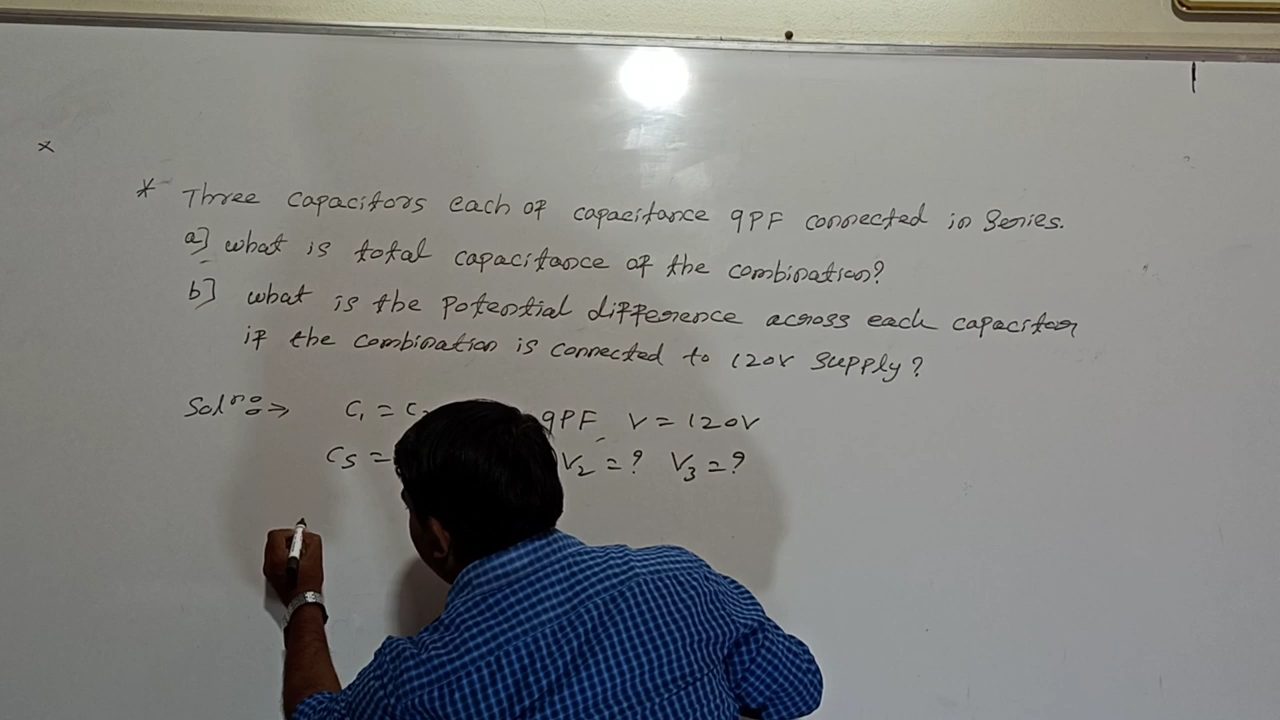 * Three capacitors each of capacitance 9PF connected in series.
a] what is total capacitance of the combination?
b] what is the potential difference across each capacitor
if the combination is connected to 120V supply?
Solⁿ: ⇒ C₁ = C₂ 9PF, V = 120V
CS = V₂ = ? V₃ = ?